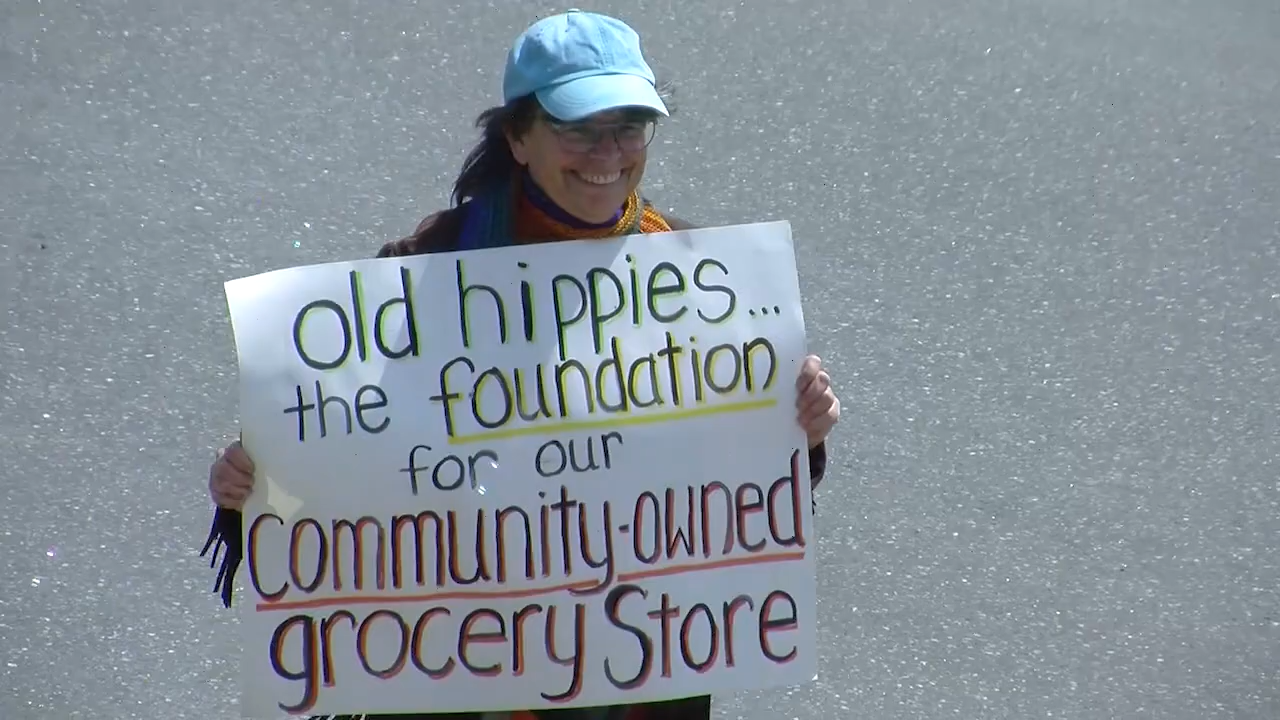 old hippies...
the foundation
for our
Community-owned
grocery Store